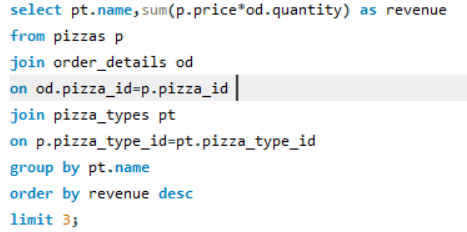 select pt.name,sum(p.price*od.quantity) as revenue
from pizzas p
join order_details od
on od.pizza_id=p.pizza_id
join pizza_types pt
on p.pizza_type_id=pt.pizza_type_id
group by pt.name
order by revenue desc
limit 3;